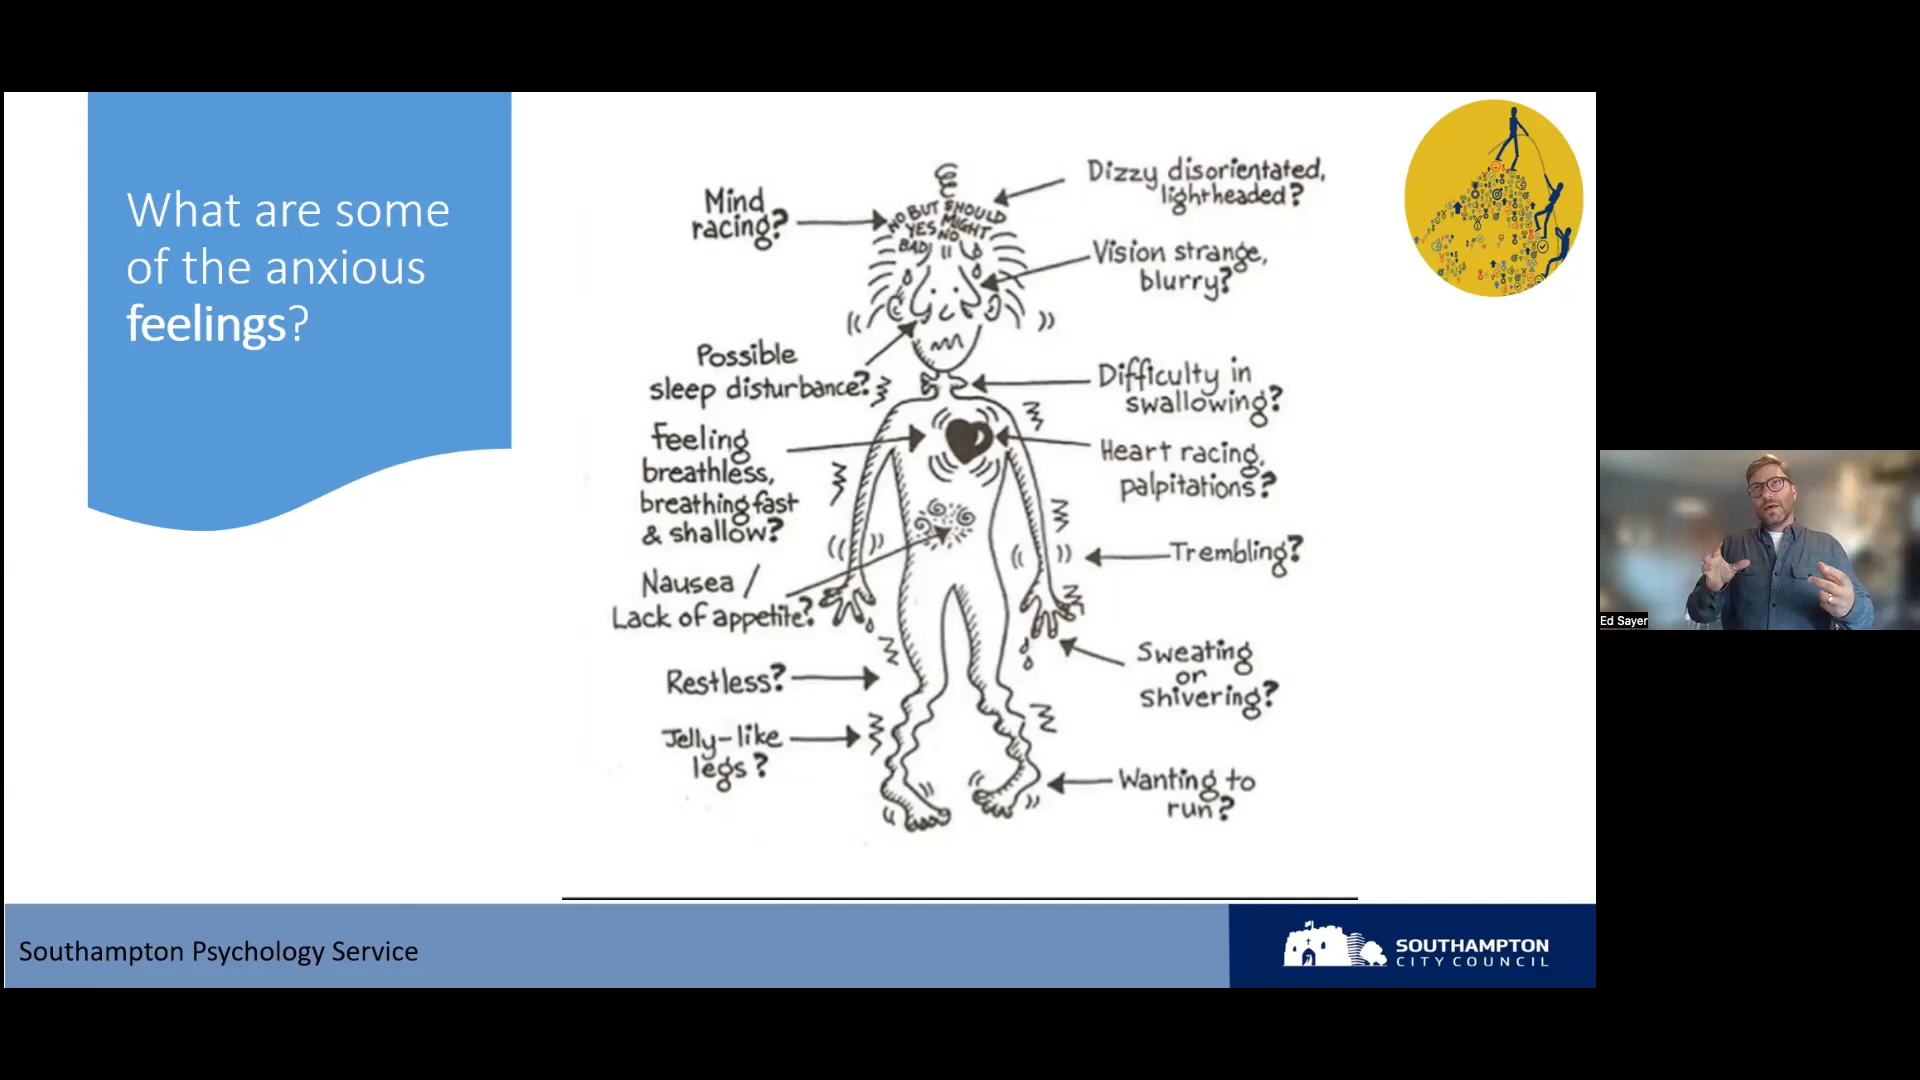 What are some
of the anxious
feelings?
Mind
racing?
NO BUT SHOULD
YES NO MIGHT
BAD!
Dizzy disorientated,
lightheaded?
Vision strange,
blurry?
Possible
sleep disturbance?
Difficulty in
swallowing?
Feeling
breathless,
breathing fast
& shallow?
Heart racing,
palpitations?
Trembling?
Nausea /
Lack of appetite?
Sweating
or
Shivering?
Restless?
Jelly-like
legs?
Wanting to
run?
Southampton Psychology Service
SOUTHAMPTON
CITY COUNCIL
Ed Sayer